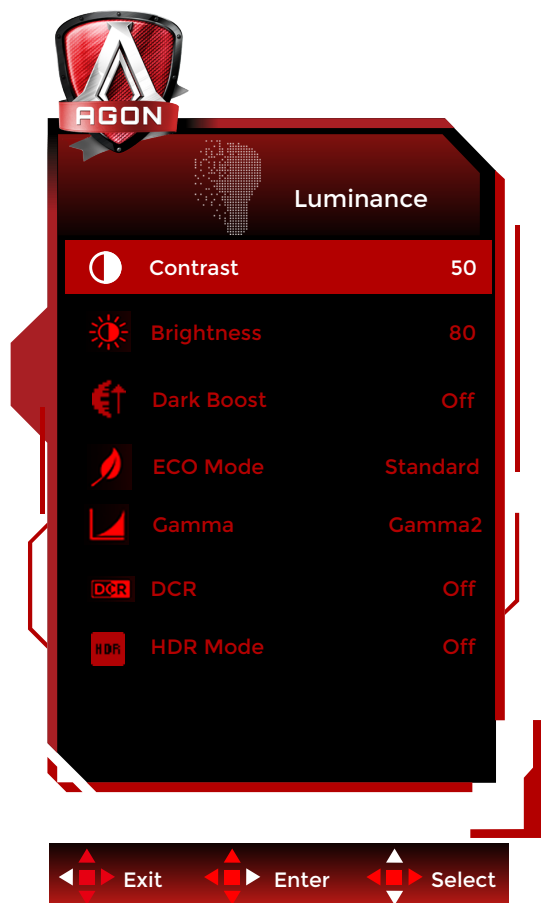 AGON
Luminance
Contrast 50
Brightness 80
Dark Boost Off
ECO Mode Standard
Gamma Gamma2
DCR DCR Off
HDR HDR Mode Off
Exit Enter Select